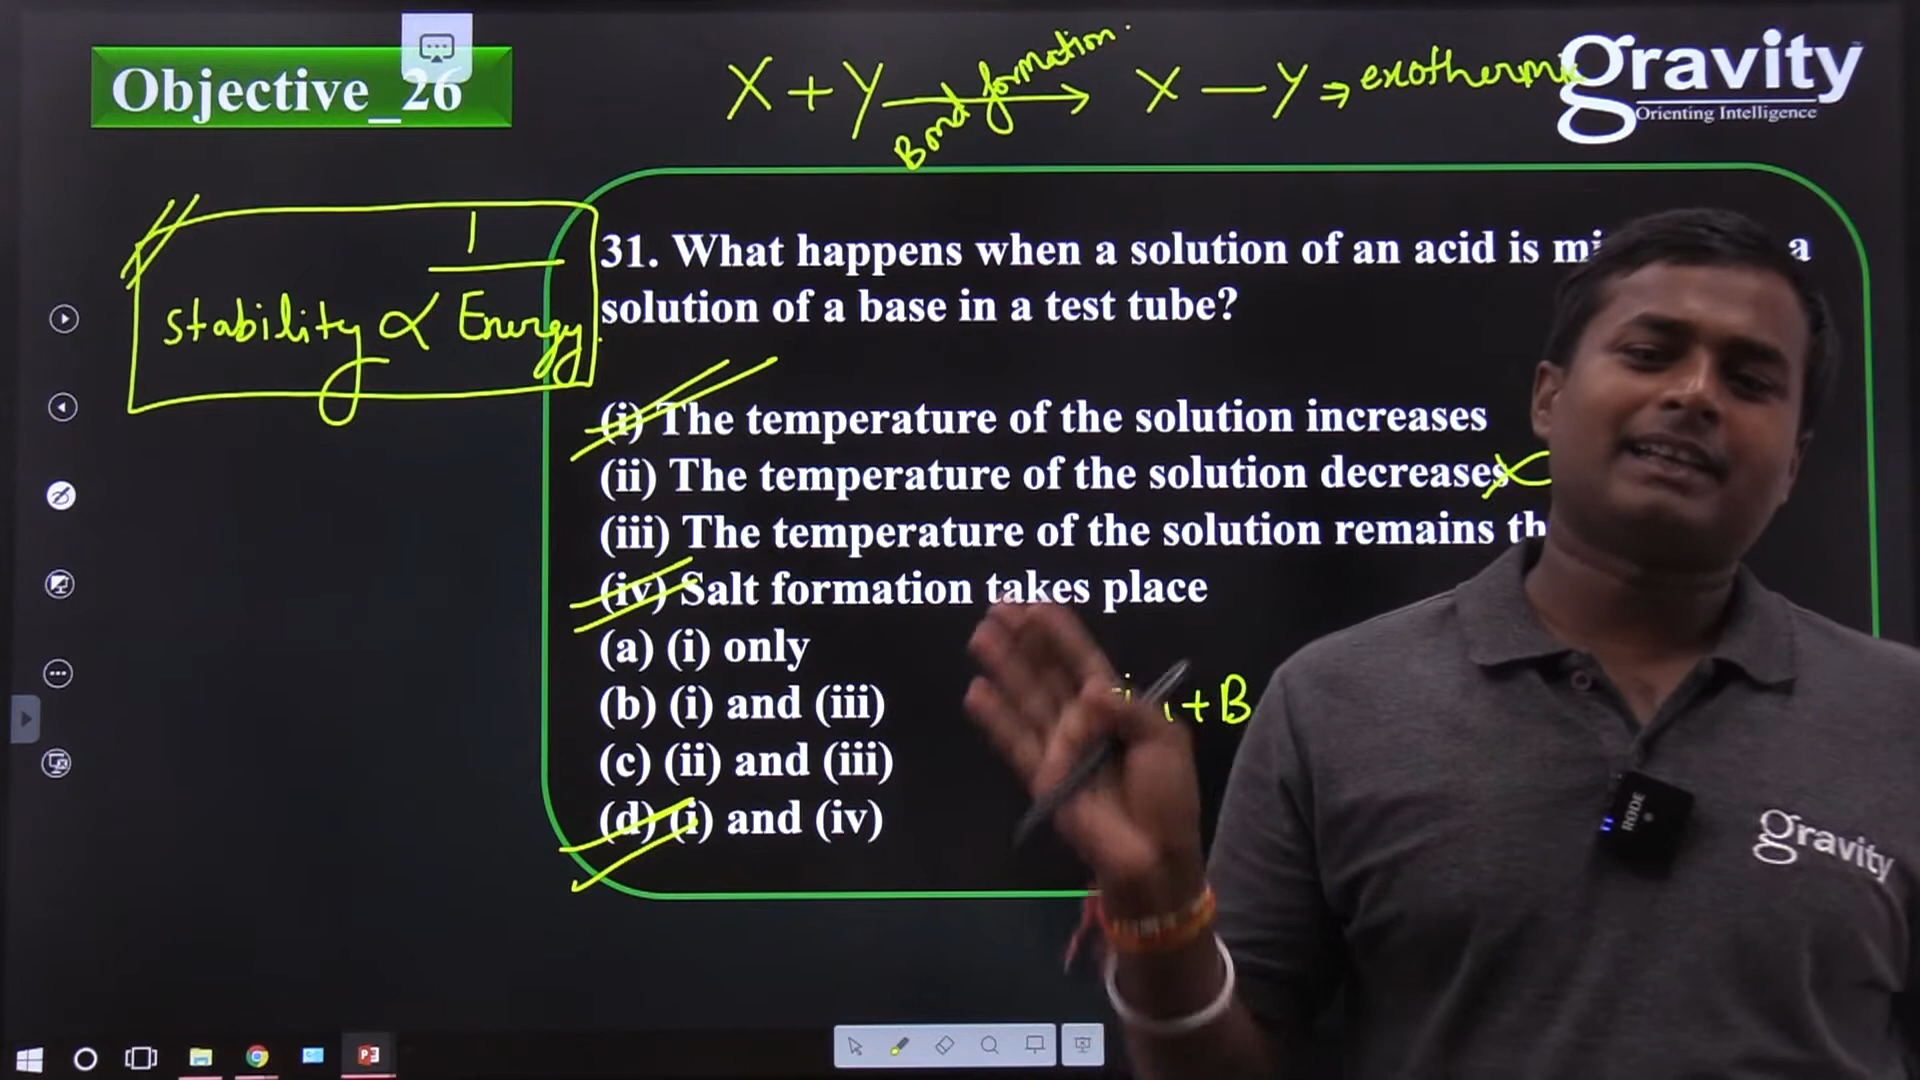 Objective_26
X + Y Bond formation → X — Y ⇒ exothermi
gravity
Orienting Intelligence
Stability ∝ 1/Energy
31. What happens when a solution of an acid is a
solution of a base in a test tube?
(i) The temperature of the solution increases
(ii) The temperature of the solution decreases
(iii) The temperature of the solution remains
(iv) Salt formation takes place
(a) (i) only
(b) (i) and (iii)
+ B
(c) (ii) and (iii)
(d) (i) and (iv)
RODE
gravity